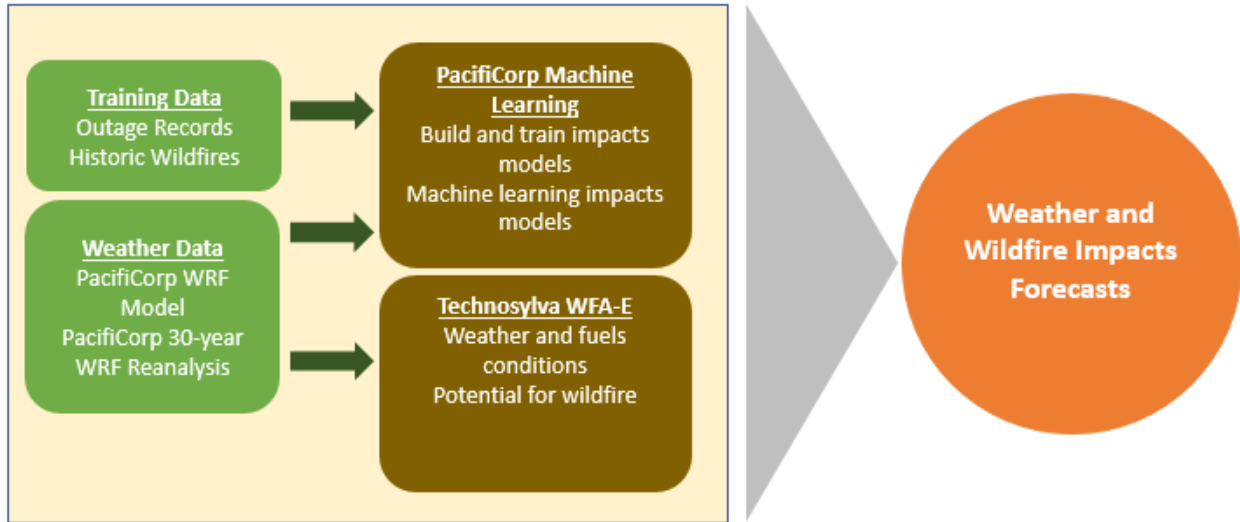 Training Data
Outage Records
Historic Wildfires
Weather Data
PacifiCorp WRF
Model
PacifiCorp 30-year
WRF Reanalysis
PacifiCorp Machine
Learning
Build and train impacts
models
Machine learning impacts
models
Technosylva WFA-E
Weather and fuels
conditions
Potential for wildfire
Weather and
Wildfire Impacts
Forecasts